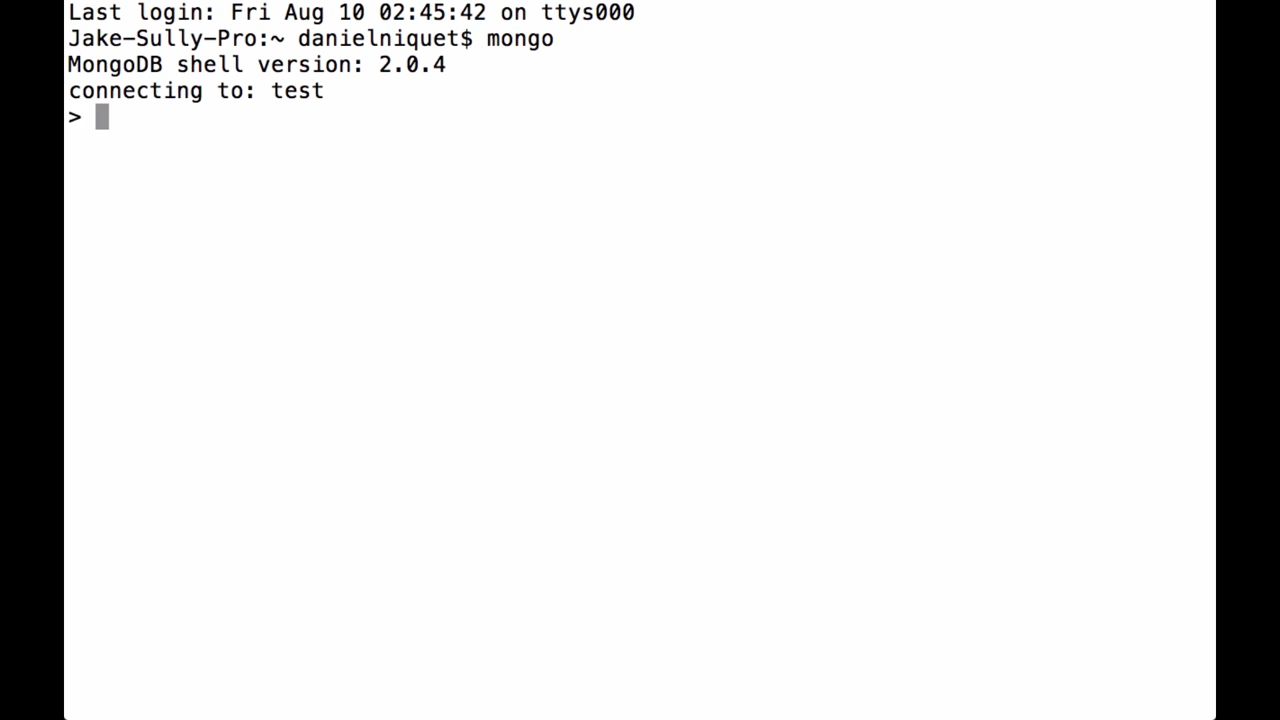 Last login: Fri Aug 10 02:45:42 on ttys000
Jake-Sully-Pro:~ danielniquet$ mongo
MongoDB shell version: 2.0.4
connecting to: test
>